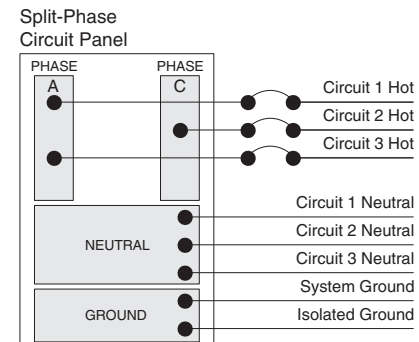 Split-Phase
Circuit Panel
PHASE
A
PHASE
C
Circuit 1 Hot
Circuit 2 Hot
Circuit 3 Hot
Circuit 1 Neutral
Circuit 2 Neutral
Circuit 3 Neutral
NEUTRAL
System Ground
Isolated Ground
GROUND